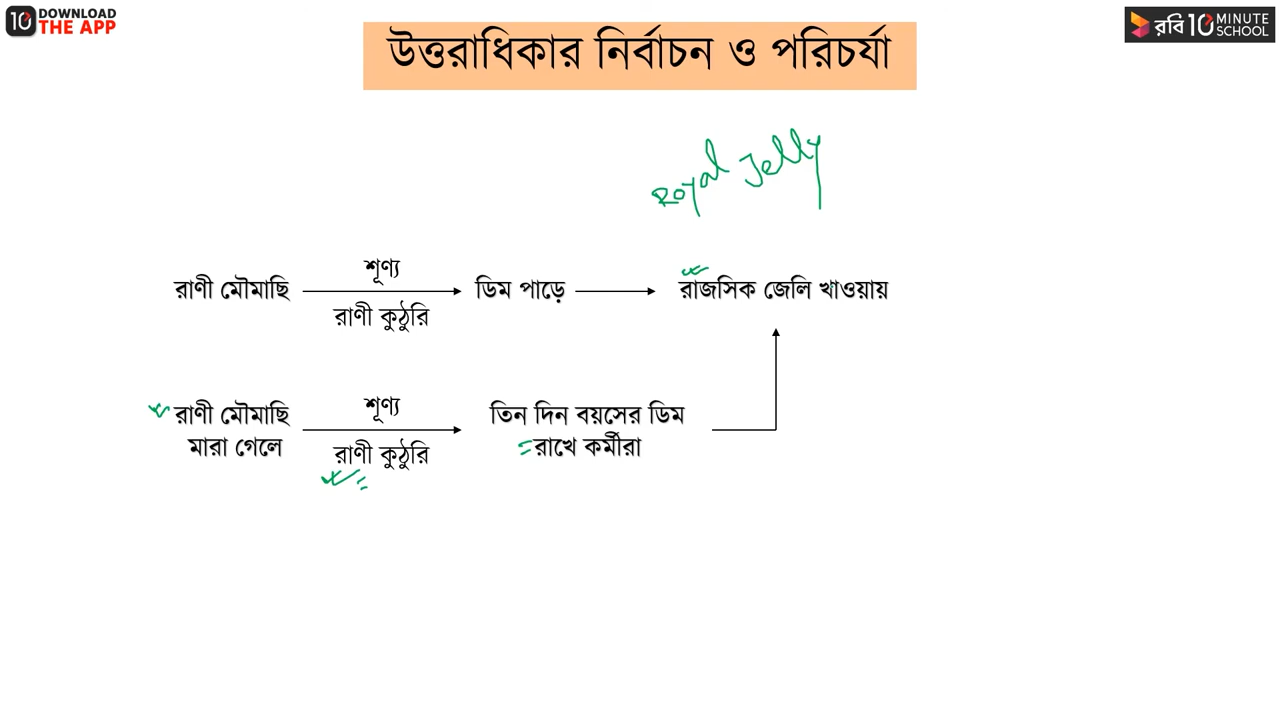 10 DOWNLOAD
THE APP
রবি 10 MINUTE
SCHOOL
উত্তরাধিকার নির্বাচন ও পরিচর্যা
Royal Jelly
রাণী মৌমাছি
শূণ্য
রাণী কুঠুরি
ডিম পাড়ে
রাজসিক জেলি খাওয়ায়
রাণী মৌমাছি
মারা গেলে
শূণ্য
রাণী কুঠুরি
তিন দিন বয়সের ডিম
রাখে কর্মীরা